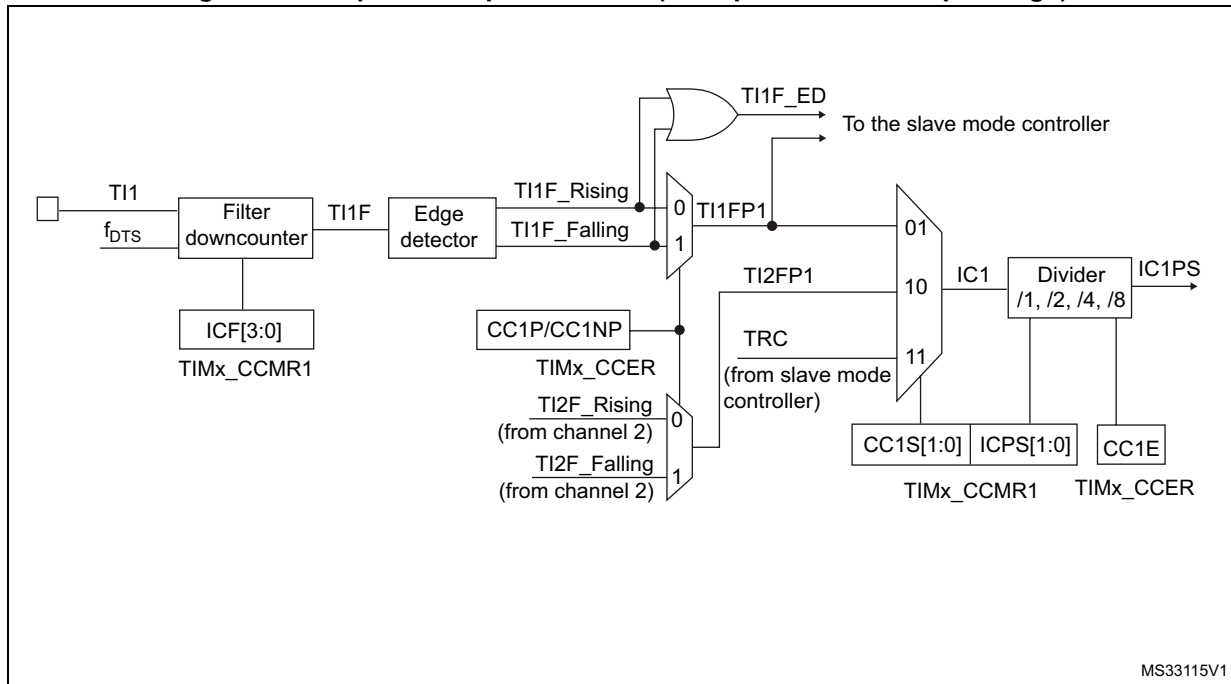 TI1F_ED
To the slave mode controller
TI1
f_DTS
Filter
downcounter
TI1F
Edge
detector
TI1F_Rising
TI1F_Falling
0
1
TI1FP1
01
10
11
TI2FP1
TRC
(from slave mode
controller)
IC1
Divider
/1, /2, /4, /8
IC1PS
ICF[3:0]
TIMx_CCMR1
CC1P/CC1NP
TIMx_CCER
TI2F_Rising
(from channel 2)
TI2F_Falling
(from channel 2)
0
1
CC1S[1:0]
ICPS[1:0]
CC1E
TIMx_CCMR1
TIMx_CCER
MS33115V1